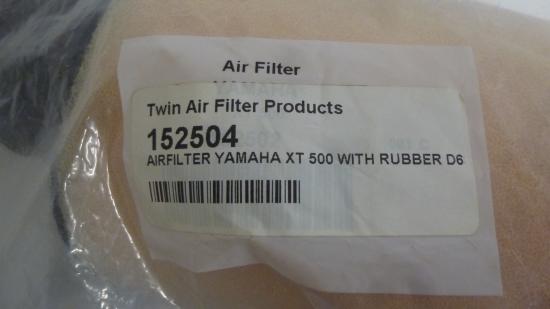 Air Filter
Twin Air Filter Products
152504
AIRFILTER YAMAHA XT 500 WITH RUBBER D6